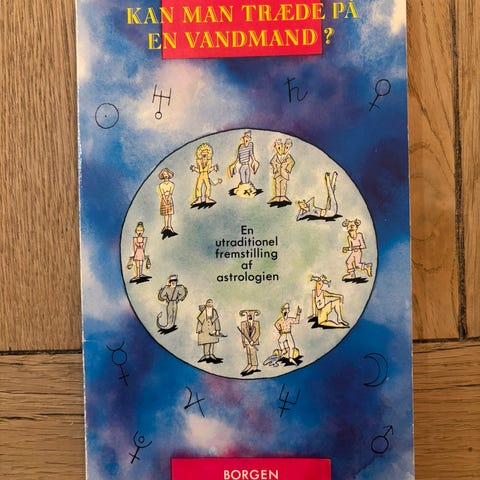 KAN MAN TRÆDE PÅ
EN VANDMAND?
En
utraditionel
fremstilling
af
astrologien
BORGEN